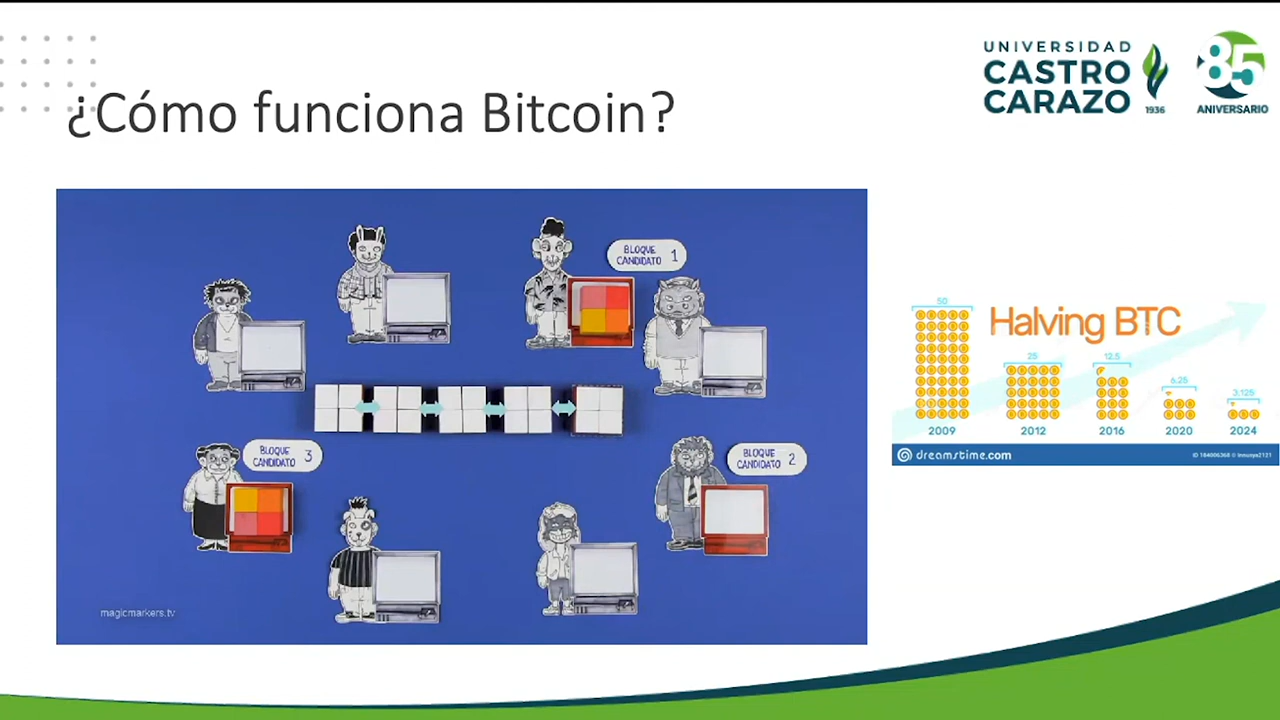 UNIVERSIDAD
CASTRO
CARAZO
1936
85
ANIVERSARIO
¿Cómo funciona Bitcoin?
BLOQUE
CANDIDATO 1
BLOQUE
CANDIDATO 3
BLOQUE
CANDIDATO 2
magicmarkers.tv
Halving BTC
50
25
12,5
6,25
3,125
2009
2012
2016
2020
2024
dreamstime.com